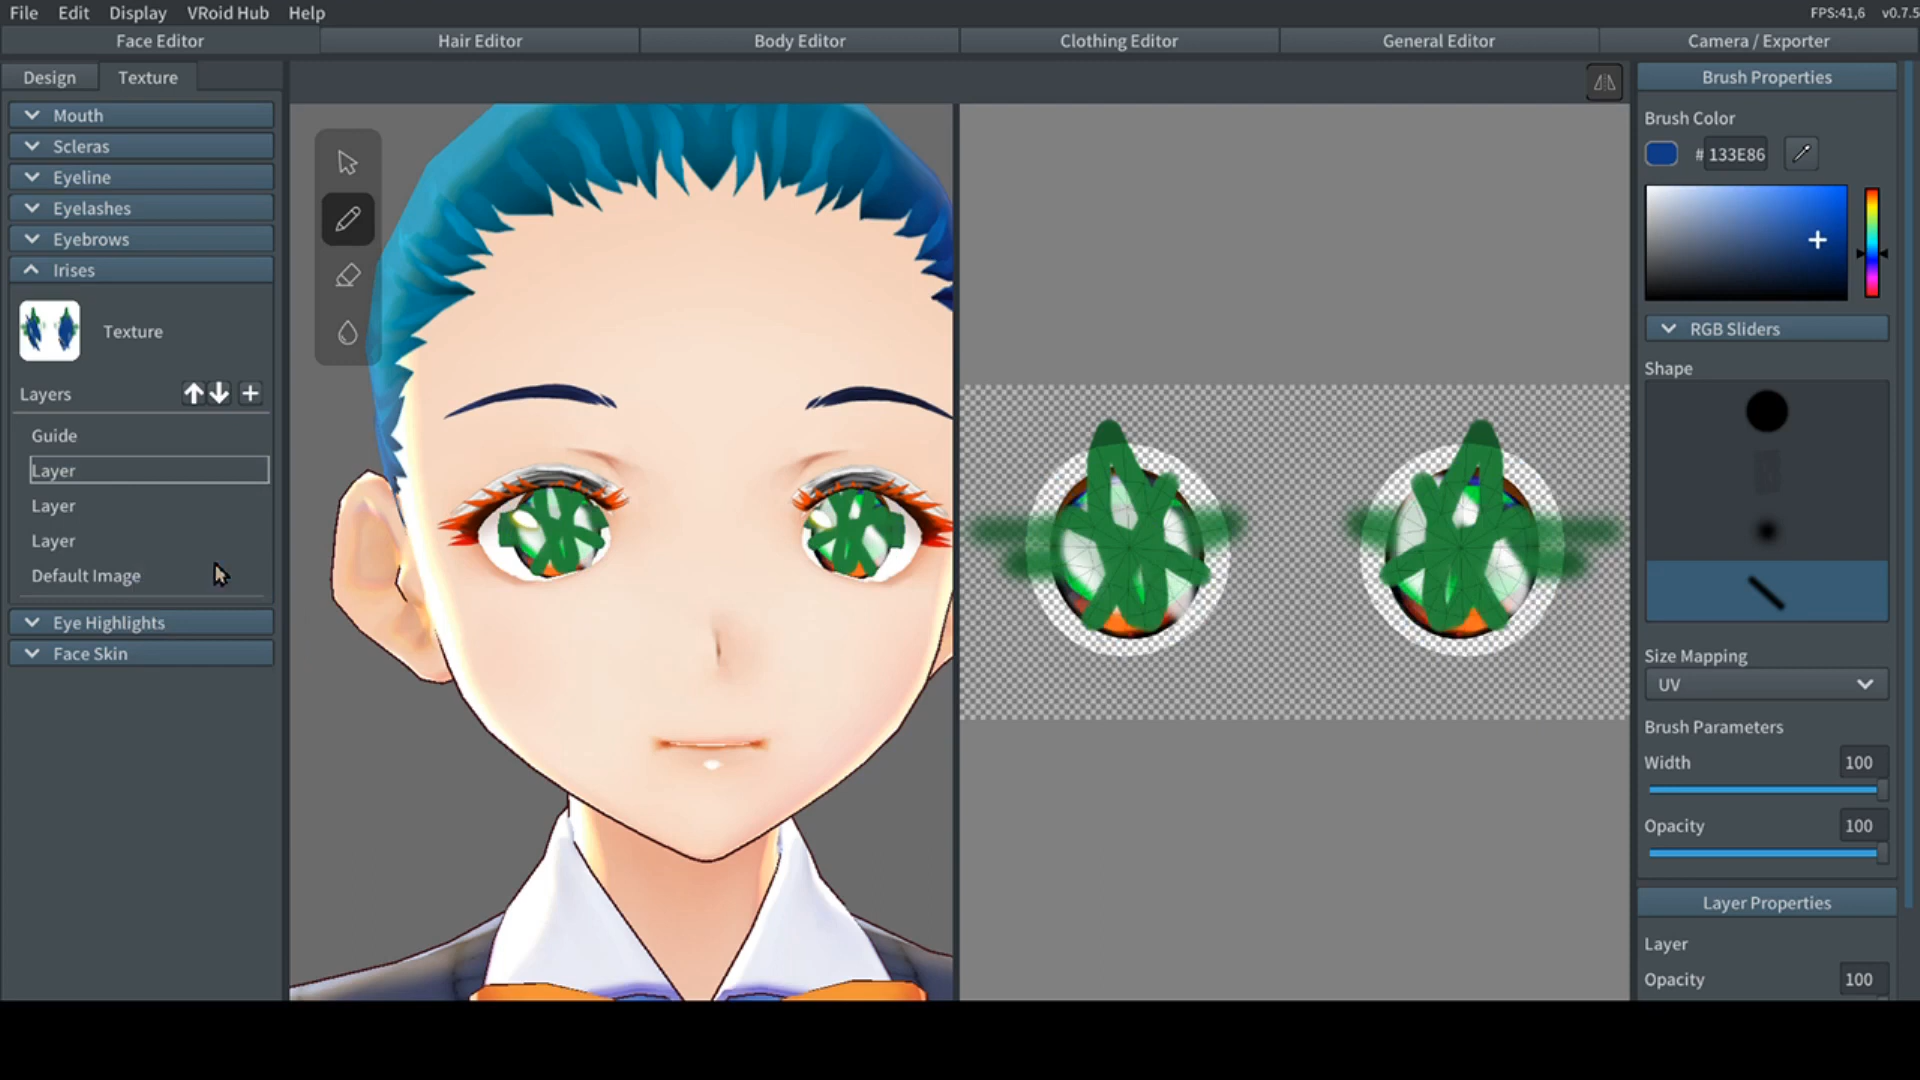 File Edit Display VRoid Hub Help
FPS:41,6 v0.7.5
Face Editor Hair Editor Body Editor Clothing Editor General Editor Camera / Exporter
Design Texture
Mouth
Scleras
Eyeline
Eyelashes
Eyebrows
Irises
Texture
Layers
Guide
Layer
Layer
Layer
Default Image
Eye Highlights
Face Skin
Brush Properties
Brush Color
# 133E86
RGB Sliders
Shape
Size Mapping
UV
Brush Parameters
Width 100
Opacity 100
Layer Properties
Layer
Opacity 100